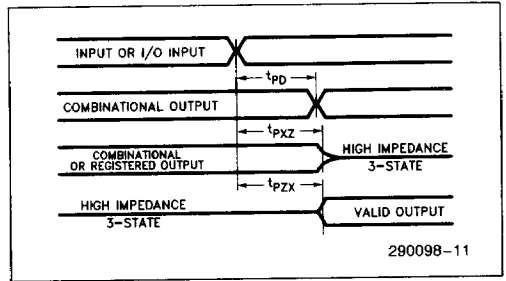 INPUT OR I/O INPUT
tPD
COMBINATIONAL OUTPUT
tPXZ
COMBINATIONAL
OR REGISTERED OUTPUT
HIGH IMPEDANCE
3-STATE
tPZX
HIGH IMPEDANCE
3-STATE
VALID OUTPUT
290098-11